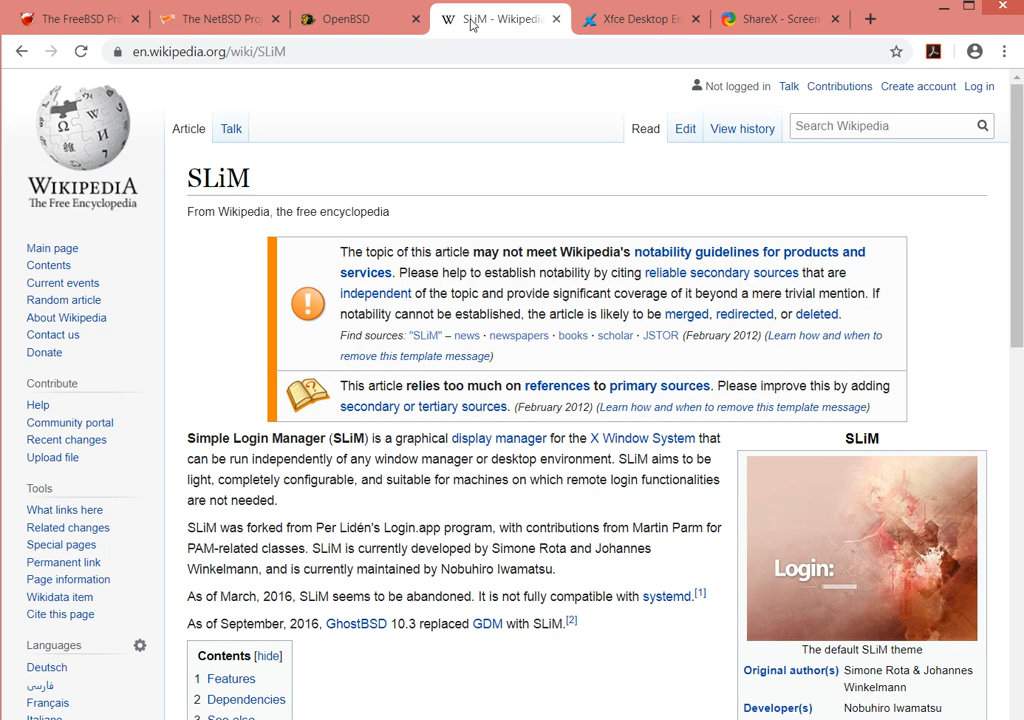 The FreeBSD Pro
The NetBSD Pro
OpenBSD
SLiM - Wikipedia
Xfce Desktop En
ShareX - Screen
en.wikipedia.org/wiki/SLiM
Not logged in Talk Contributions Create account Log in
Article Talk Read Edit View history Search Wikipedia
WIKIPEDIA
The Free Encyclopedia
Main page
Contents
Current events
Random article
About Wikipedia
Contact us
Donate
Contribute
Help
Community portal
Recent changes
Upload file
Tools
What links here
Related changes
Special pages
Permanent link
Page information
Wikidata item
Cite this page
Languages
Deutsch
فارسی
Français
Italiano
SLiM
From Wikipedia, the free encyclopedia
The topic of this article may not meet Wikipedia's notability guidelines for products and
services. Please help to establish notability by citing reliable secondary sources that are
independent of the topic and provide significant coverage of it beyond a mere trivial mention. If
notability cannot be established, the article is likely to be merged, redirected, or deleted.
Find sources: "SLiM" – news · newspapers · books · scholar · JSTOR (February 2012) (Learn how and when to
remove this template message)
This article relies too much on references to primary sources. Please improve this by adding
secondary or tertiary sources. (February 2012) (Learn how and when to remove this template message)
Simple Login Manager (SLiM) is a graphical display manager for the X Window System that
can be run independently of any window manager or desktop environment. SLiM aims to be
light, completely configurable, and suitable for machines on which remote login functionalities
are not needed.
SLiM was forked from Per Lidén's Login.app program, with contributions from Martin Parm for
PAM-related classes. SLiM is currently developed by Simone Rota and Johannes
Winkelmann, and is currently maintained by Nobuhiro Iwamatsu.
As of March, 2016, SLiM seems to be abandoned. It is not fully compatible with systemd.[1]
As of September, 2016, GhostBSD 10.3 replaced GDM with SLiM.[2]
Contents [hide]
1 Features
2 Dependencies
3 See also
SLiM
Login:
The default SLiM theme
Original author(s) Simone Rota & Johannes
Winkelmann
Developer(s) Nobuhiro Iwamatsu